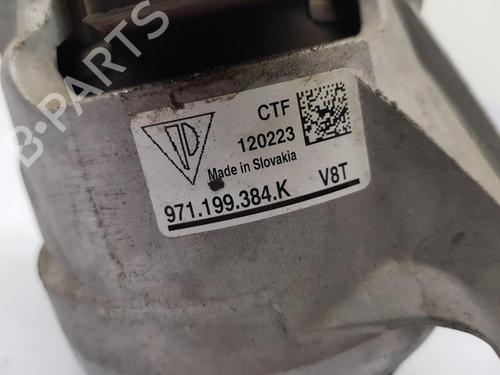 CTF
120223
Made in Slovakia
971.199.384.K V8T
B-PARTS